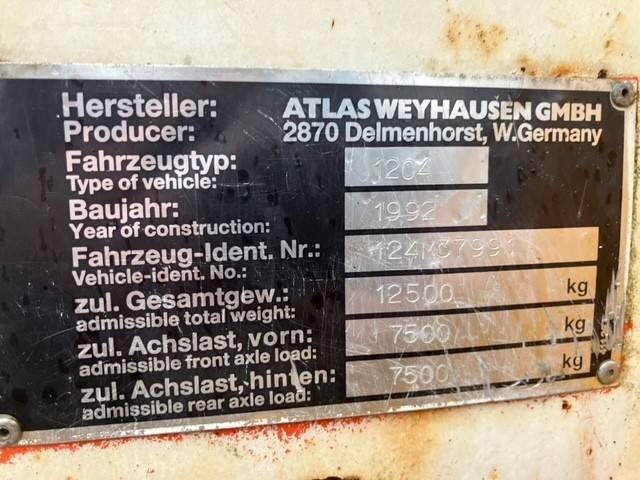 Hersteller: ATLAS WEYHAUSEN GMBH
Producer: 2870 Delmenhorst, W.Germany
Fahrzeugtyp: 1204
Type of vehicle:
Baujahr: 1992
Year of construction:
Fahrzeug-Ident. Nr.: 124MC7991
Vehicle-ident. No.:
zul. Gesamtgew.: 12500 kg
admissible total weight:
zul. Achslast, vorn: 7500 kg
admissible front axle load:
zul. Achslast, hinten: 7500 kg
admissible rear axle load: